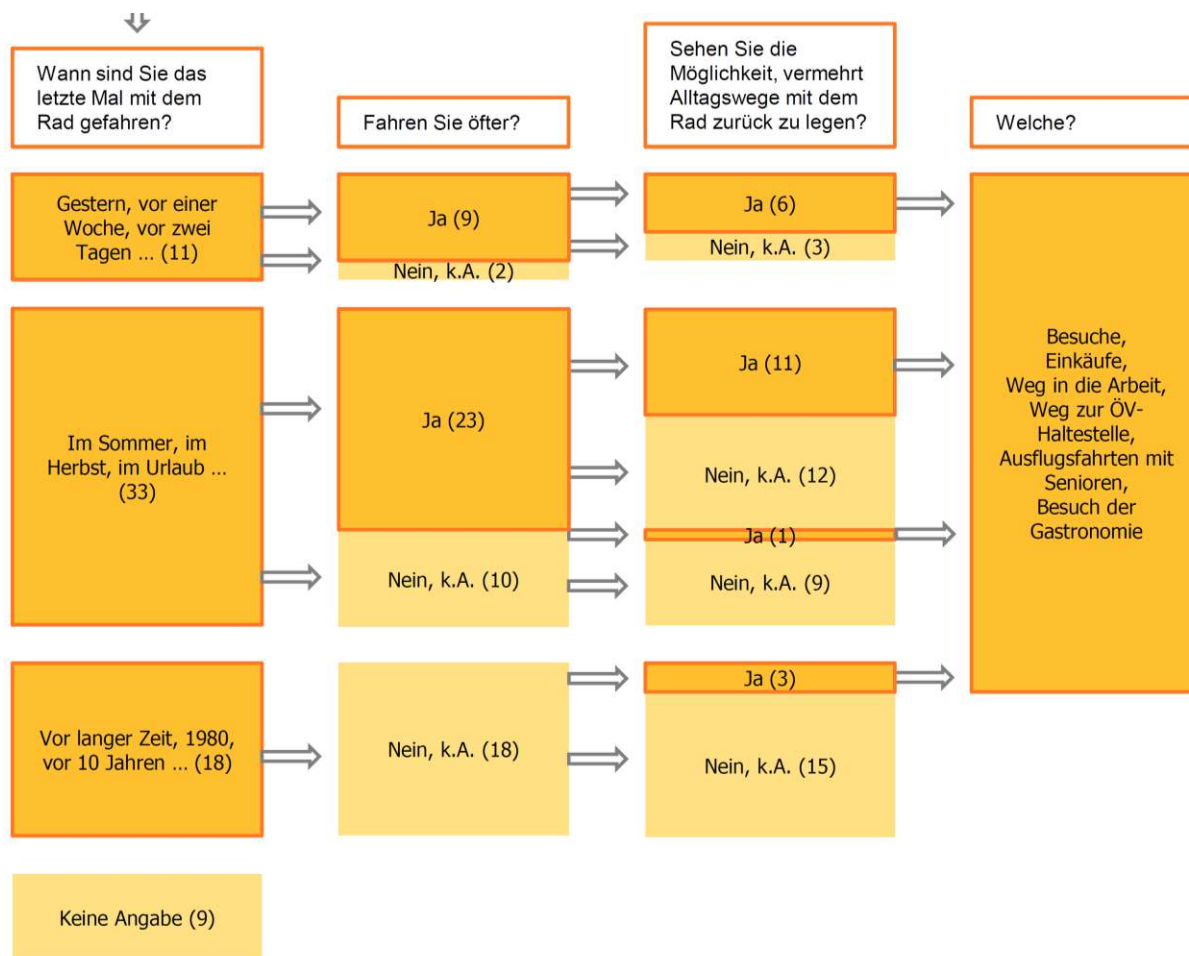 Wann sind Sie das
letzte Mal mit dem
Rad gefahren?
Fahren Sie öfter?
Sehen Sie die
Möglichkeit, vermehrt
Alltagswege mit dem
Rad zurück zu legen?
Welche?
Gestern, vor einer
Woche, vor zwei
Tagen ... (11)
Ja (9)
Nein, k.A. (2)
Ja (6)
Nein, k.A. (3)
Im Sommer, im
Herbst, im Urlaub ...
(33)
Ja (23)
Nein, k.A. (10)
Ja (11)
Nein, k.A. (12)
Ja (1)
Nein, k.A. (9)
Vor langer Zeit, 1980,
vor 10 Jahren ... (18)
Nein, k.A. (18)
Ja (3)
Nein, k.A. (15)
Besuche,
Einkäufe,
Weg in die Arbeit,
Weg zur ÖV-
Haltestelle,
Ausflugsfahrten mit
Senioren,
Besuch der
Gastronomie
Keine Angabe (9)